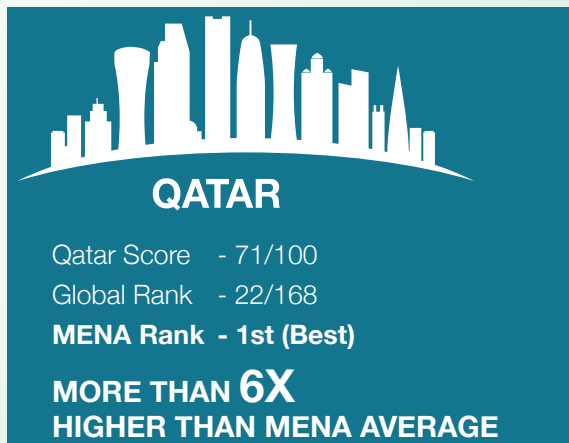 QATAR
Qatar Score - 71/100
Global Rank - 22/168
MENA Rank - 1st (Best)
MORE THAN 6X
HIGHER THAN MENA AVERAGE